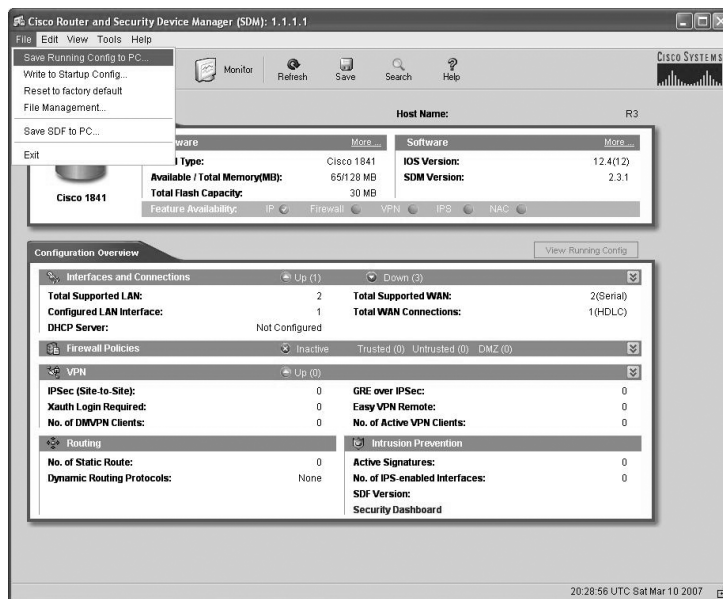 Cisco Router and Security Device Manager (SDM): 1.1.1.1
File Edit View Tools Help
Save Running Config to PC...
Write to Startup Config...
Reset to factory default
File Management...
Save SDF to PC...
Exit
Monitor Refresh Save Search Help
CISCO SYSTEMS
Host Name: R3
ware More... Software More...
Type: Cisco 1841 IOS Version: 12.4(12)
Available / Total Memory(MB): 65/128 MB SDM Version: 2.3.1
Total Flash Capacity: 30 MB
Cisco 1841
Feature Availability: IP Firewall VPN IPS NAC
Configuration Overview View Running Config
Interfaces and Connections Up (1) Down (3)
Total Supported LAN: 2 Total Supported WAN: 2(Serial)
Configured LAN Interface: 1 Total WAN Connections: 1(HDLC)
DHCP Server: Not Configured
Firewall Policies Inactive Trusted (0) Untrusted (0) DMZ (0)
VPN Up (0)
IPSec (Site-to-Site): 0 GRE over IPSec: 0
Xauth Login Required: 0 Easy VPN Remote: 0
No. of DMVPN Clients: 0 No. of Active VPN Clients: 0
Routing Intrusion Prevention
No. of Static Route: 0 Active Signatures: 0
Dynamic Routing Protocols: None No. of IPS-enabled Interfaces: 0
SDF Version:
Security Dashboard
20:28:56 UTC Sat Mar 10 2007